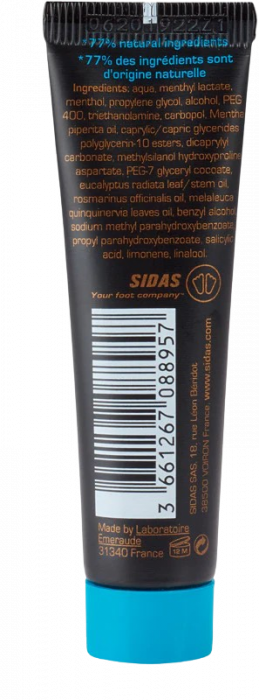 *77% natural ingredients
*77% des ingrédients sont
d'origine naturelle
Ingredients: aqua, menthyl lactate,
menthol, propylene glycol, alcohol, PEG
400, triethanolamine, carbopol, Mentha
piperita oil, caprylic/capric glycerides
polyglycerin-10 esters, dicaprylyl
carbonate, methylsilanol hydroxyproline
aspartate, PEG-7 glyceryl cocoate,
eucalyptus radiata leaf/stem oil,
rosmarinus officinalis oil, melaleuca
quinquinervia leaves oil, benzyl alcohol
sodium methyl parahydroxybenzoate,
propyl parahydroxybenzoate, salicylic
acid, limonene, linalool.
SIDAS
Your foot company™
3 661267 088957
www.sidas.com
SIDAS SAS, 18, rue Léon Béridot
38500 VOIRON France
Made by Laboratoire
Emeraude
31340 France
12 M